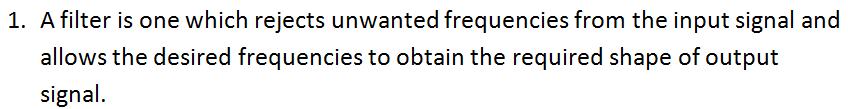 1. A filter is one which rejects unwanted frequencies from the input signal and
allows the desired frequencies to obtain the required shape of output
signal.